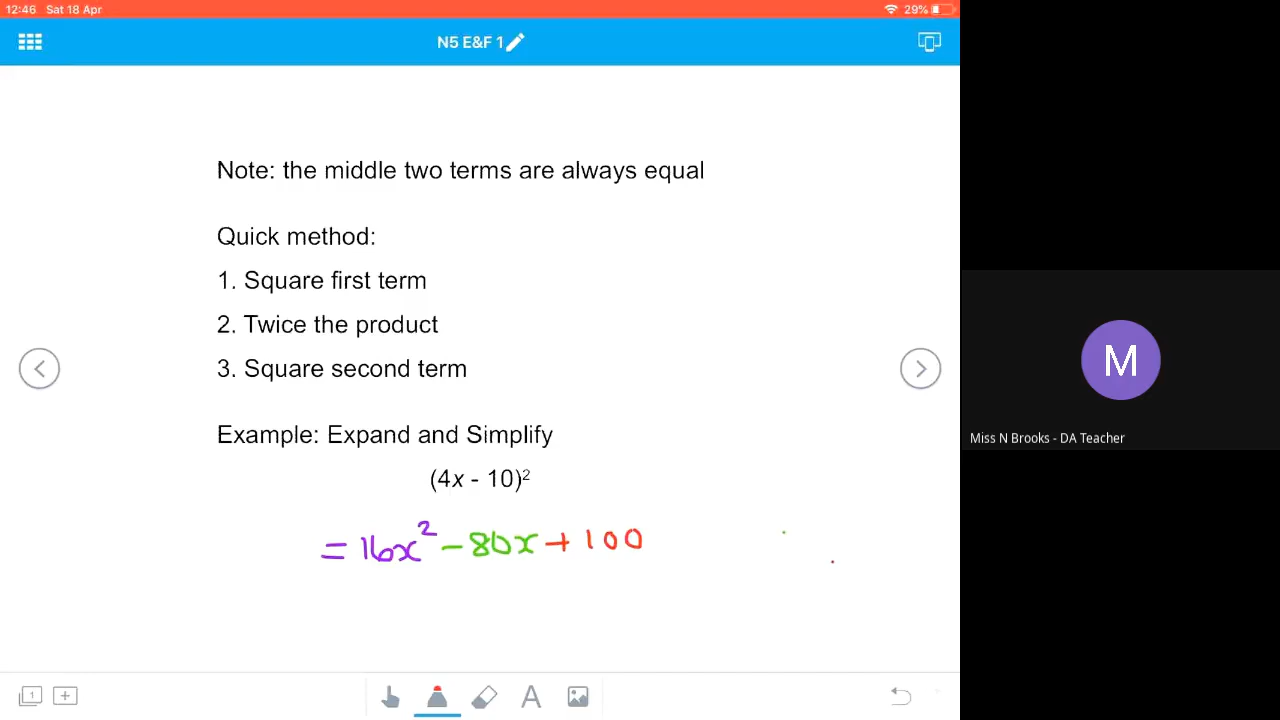 12:46 Sat 18 Apr 29%
N5 E&F 1
Note: the middle two terms are always equal
Quick method:
1. Square first term
2. Twice the product
3. Square second term
Example: Expand and Simplify
(4x - 10)²
= 16x² - 80x + 100
1
A
M
Miss N Brooks - DA Teacher